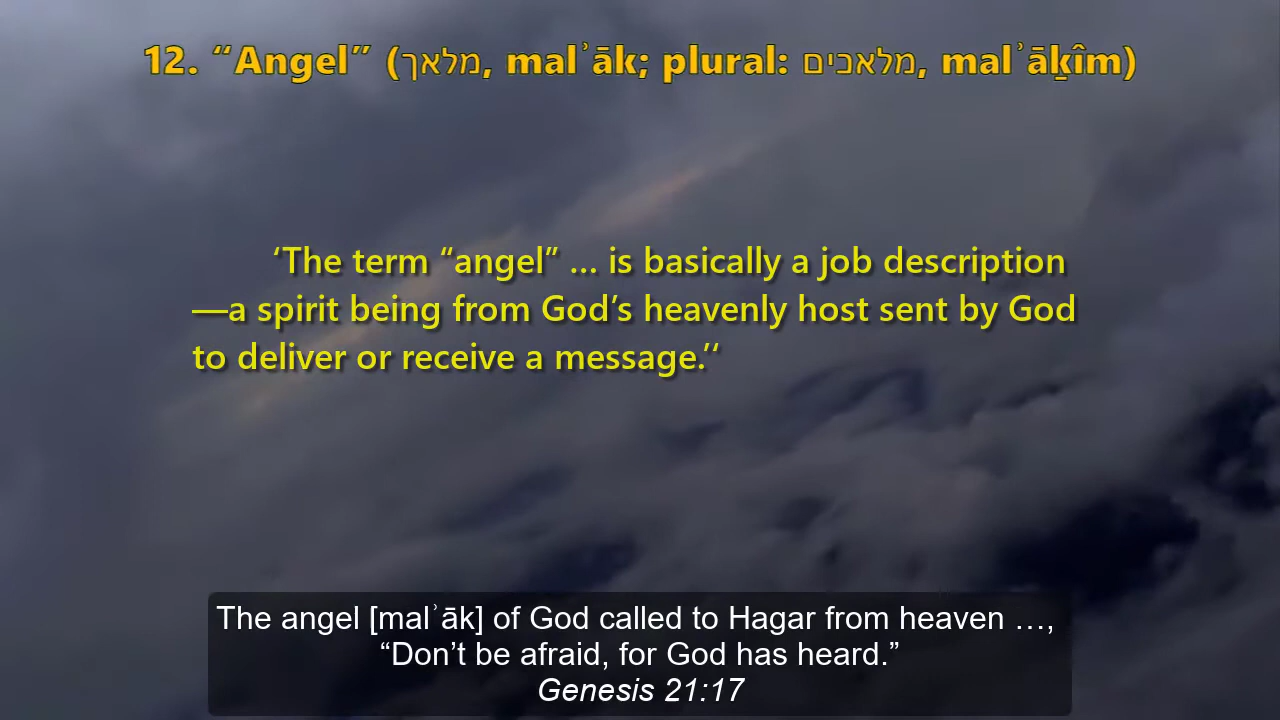 12. “Angel” (מלאך, malʾāk; plural: מלאכים, malʾāḵîm)
‘The term “angel” … is basically a job description
—a spirit being from God’s heavenly host sent by God
to deliver or receive a message.’‘
The angel [malʾāk] of God called to Hagar from heaven …,
“Don’t be afraid, for God has heard.”
Genesis 21:17